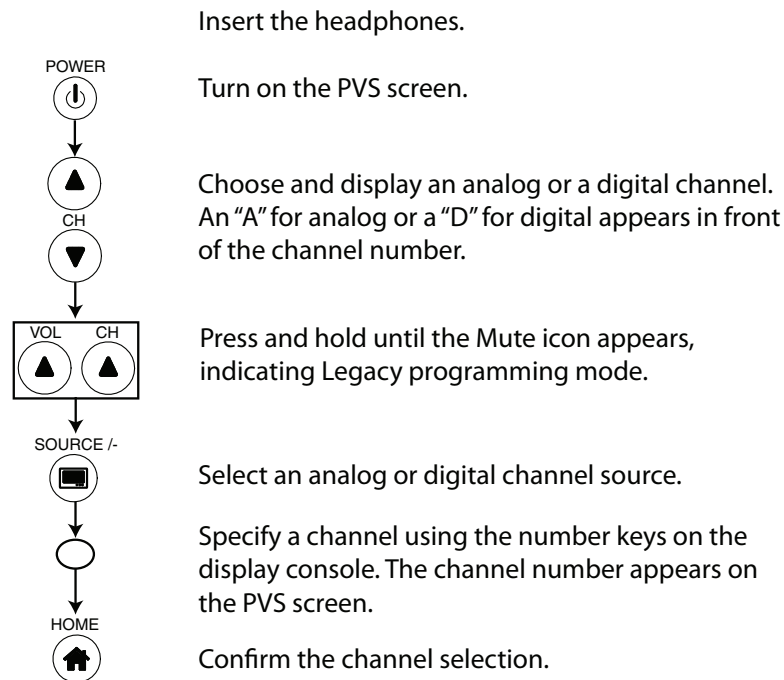 Insert the headphones.
POWER
Turn on the PVS screen.
Choose and display an analog or a digital channel.
An “A” for analog or a “D” for digital appears in front
of the channel number.
CH
VOL CH
Press and hold until the Mute icon appears,
indicating Legacy programming mode.
SOURCE /-
Select an analog or digital channel source.
Specify a channel using the number keys on the
display console. The channel number appears on
the PVS screen.
HOME
Confirm the channel selection.